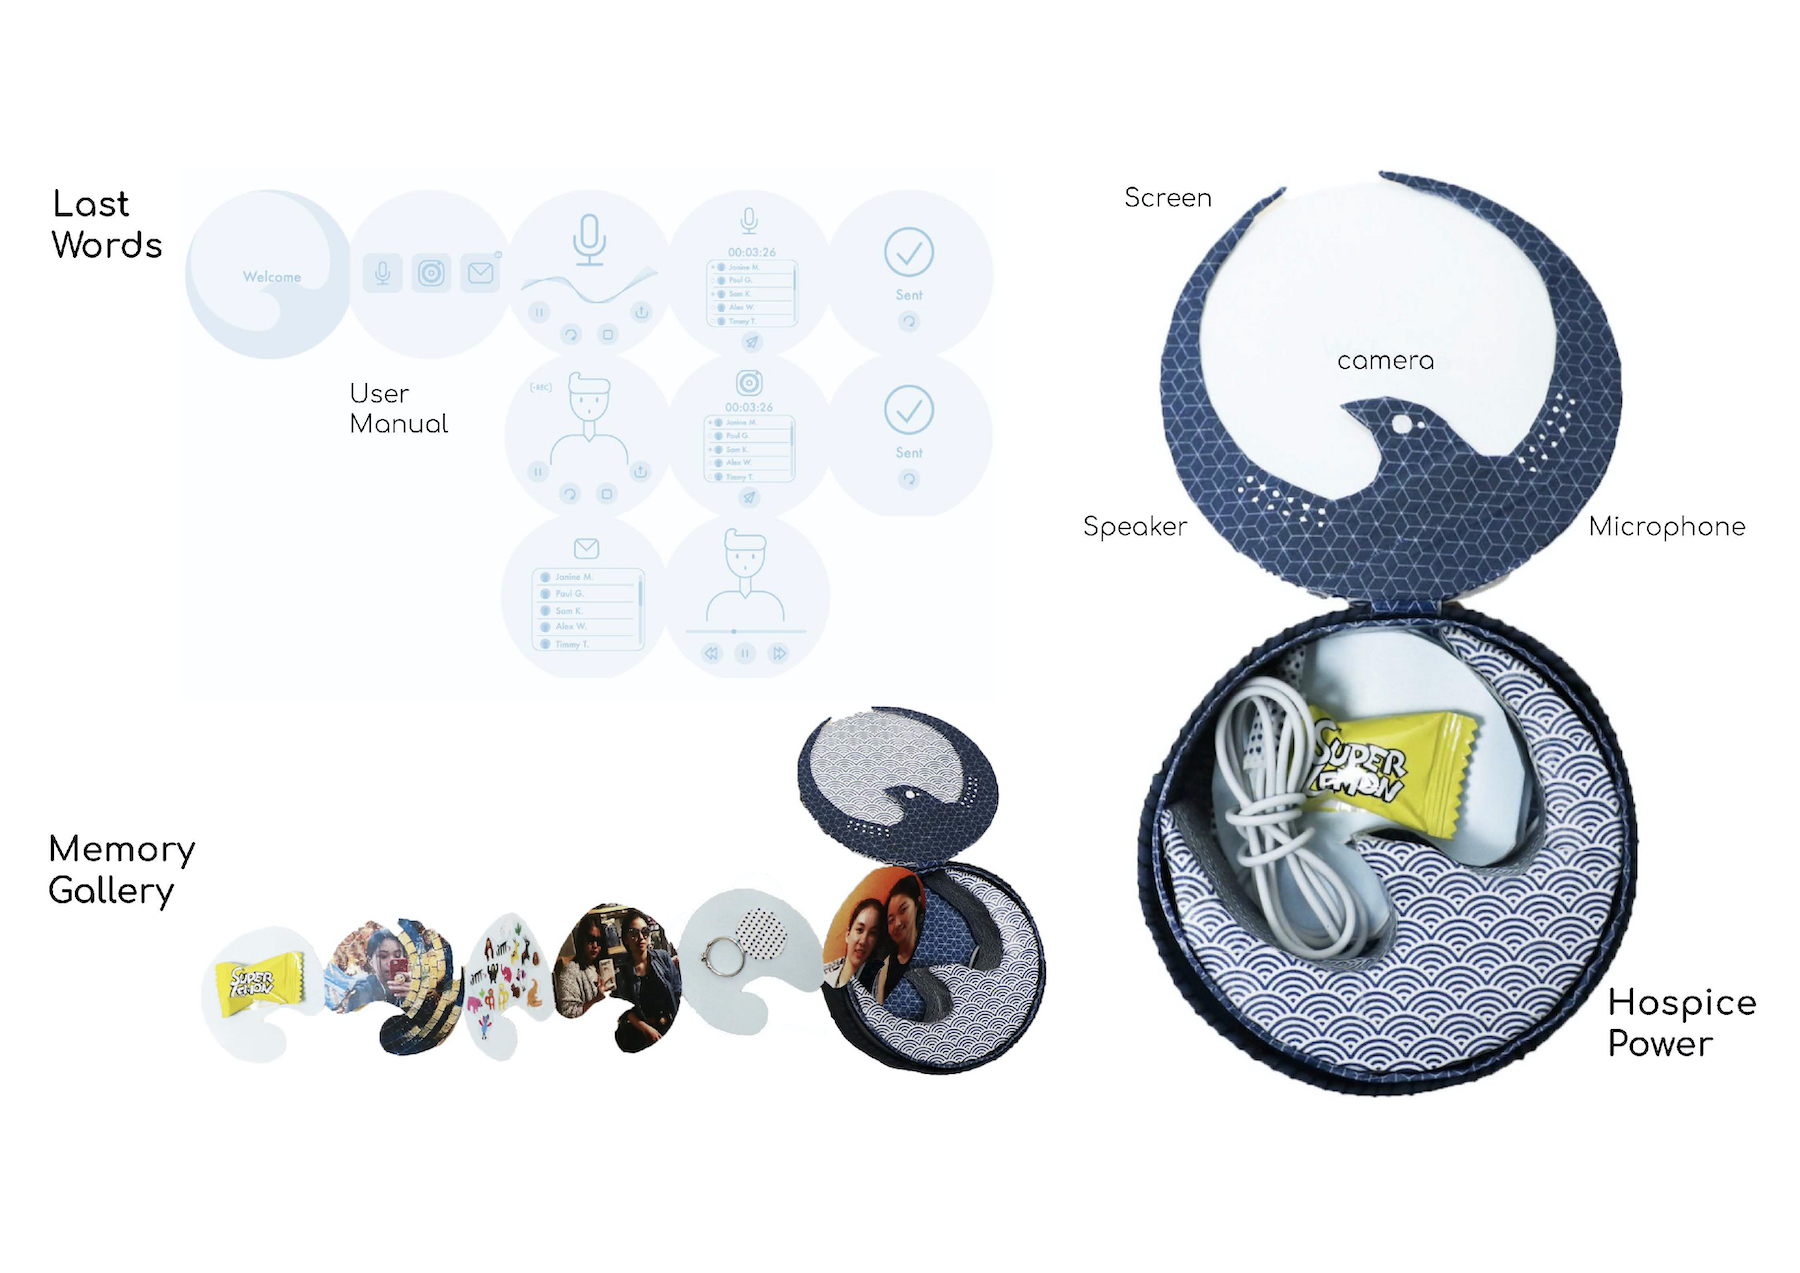 Last
Words
Welcome
00:03:26
Janine M.
Paul G.
Sam K.
Alex W.
Timmy T.
Sent
User
Manual
(·REC)
00:03:26
Janine M.
Paul G.
Sam K.
Alex W.
Timmy T.
Sent
Janine M.
Paul G.
Sam K.
Alex W.
Timmy T.
Screen
camera
Speaker
Microphone
SUPER
LEMON
Hospice
Power
Memory
Gallery
SUPER
LEMON